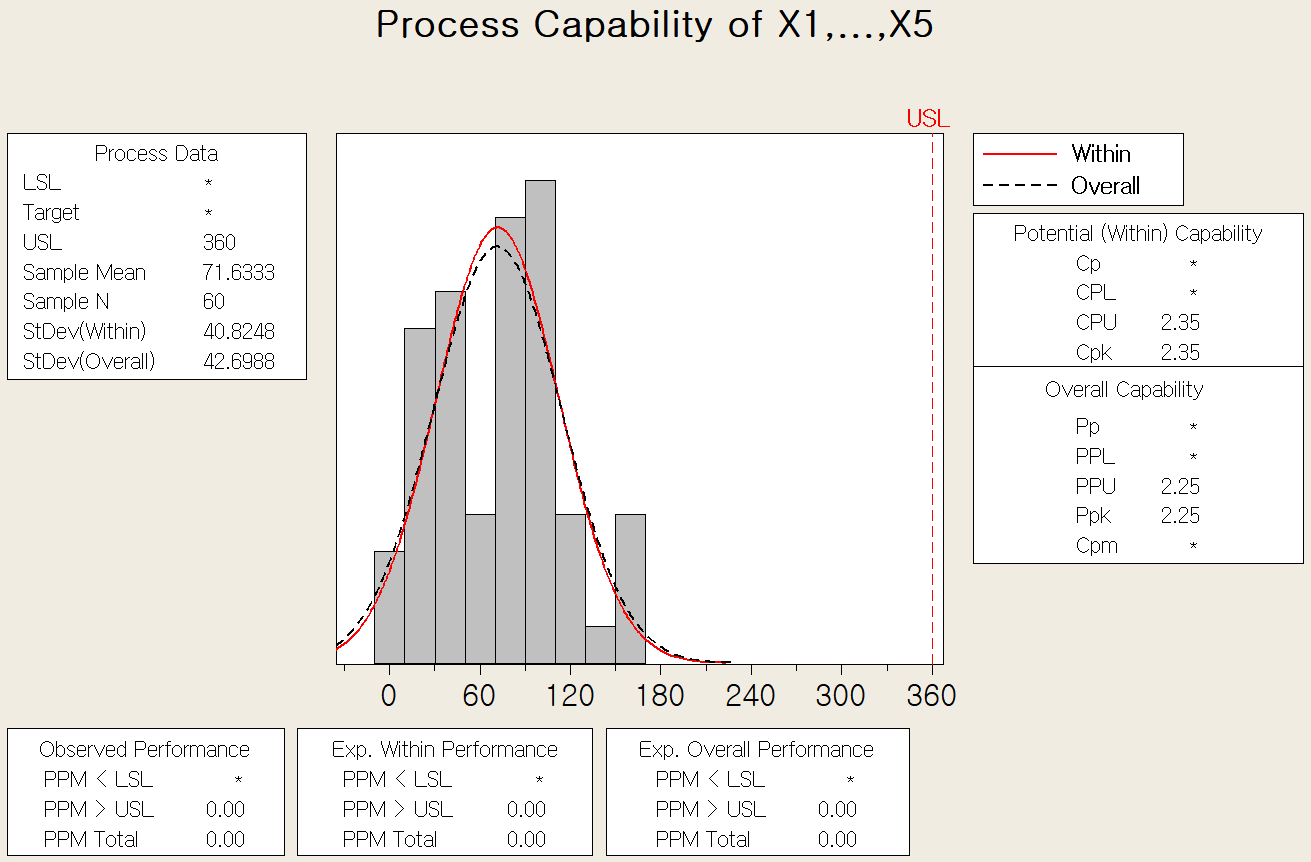 Process Capability of X1,...,X5
USL
Process Data
LSL *
Target *
USL 360
Sample Mean 71.6333
Sample N 60
StDev(Within) 40.8248
StDev(Overall) 42.6988
Within
Overall
Potential (Within) Capability
Cp *
CPL *
CPU 2.35
Cpk 2.35
Overall Capability
Pp *
PPL *
PPU 2.25
Ppk 2.25
Cpm *
0 60 120 180 240 300 360
Observed Performance
PPM < LSL *
PPM > USL 0.00
PPM Total 0.00
Exp. Within Performance
PPM < LSL *
PPM > USL 0.00
PPM Total 0.00
Exp. Overall Performance
PPM < LSL *
PPM > USL 0.00
PPM Total 0.00